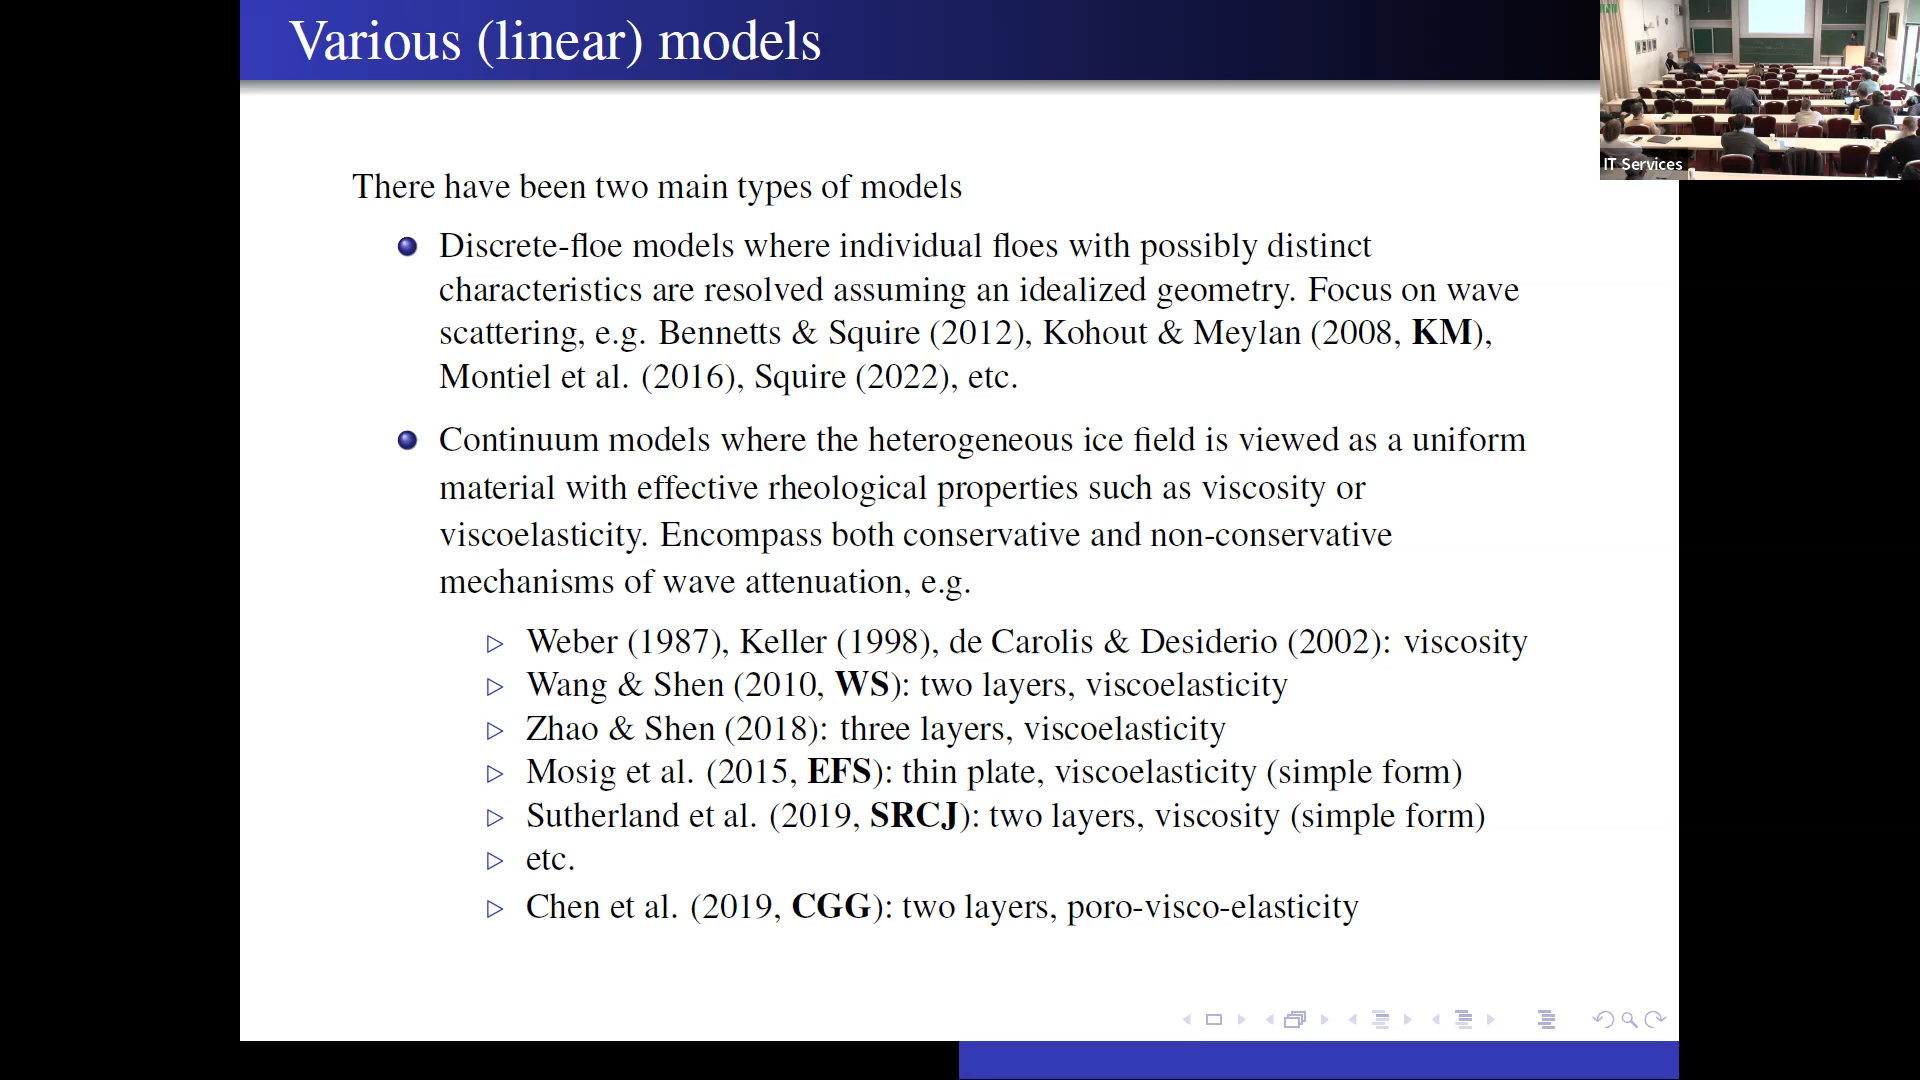 Various (linear) models
IT Services
There have been two main types of models
Discrete-floe models where individual floes with possibly distinct
characteristics are resolved assuming an idealized geometry. Focus on wave
scattering, e.g. Bennetts & Squire (2012), Kohout & Meylan (2008, KM),
Montiel et al. (2016), Squire (2022), etc.
Continuum models where the heterogeneous ice field is viewed as a uniform
material with effective rheological properties such as viscosity or
viscoelasticity. Encompass both conservative and non-conservative
mechanisms of wave attenuation, e.g.
Weber (1987), Keller (1998), de Carolis & Desiderio (2002): viscosity
Wang & Shen (2010, WS): two layers, viscoelasticity
Zhao & Shen (2018): three layers, viscoelasticity
Mosig et al. (2015, EFS): thin plate, viscoelasticity (simple form)
Sutherland et al. (2019, SRCJ): two layers, viscosity (simple form)
etc.
Chen et al. (2019, CGG): two layers, poro-visco-elasticity